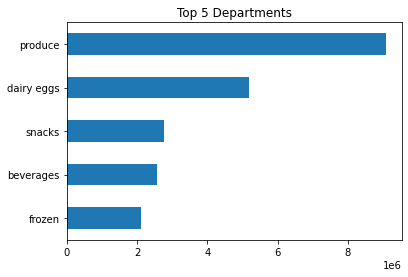 Top 5 Departments
produce
dairy eggs
snacks
beverages
frozen
0 2 4 6 8
1e6